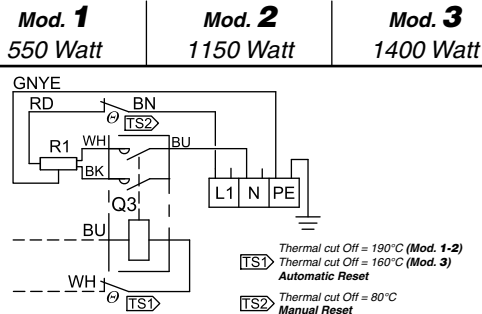 Mod. 1 Mod. 2 Mod. 3
550 Watt 1150 Watt 1400 Watt
GNYE
RD BN
Θ TS2
R1 WH BU
BK
L1 N PE
Q3
BU
WH
Θ TS1
TS1 Thermal cut Off = 190°C (Mod. 1-2)
Thermal cut Off = 160°C (Mod. 3)
Automatic Reset
TS2 Thermal cut Off = 80°C
Manual Reset